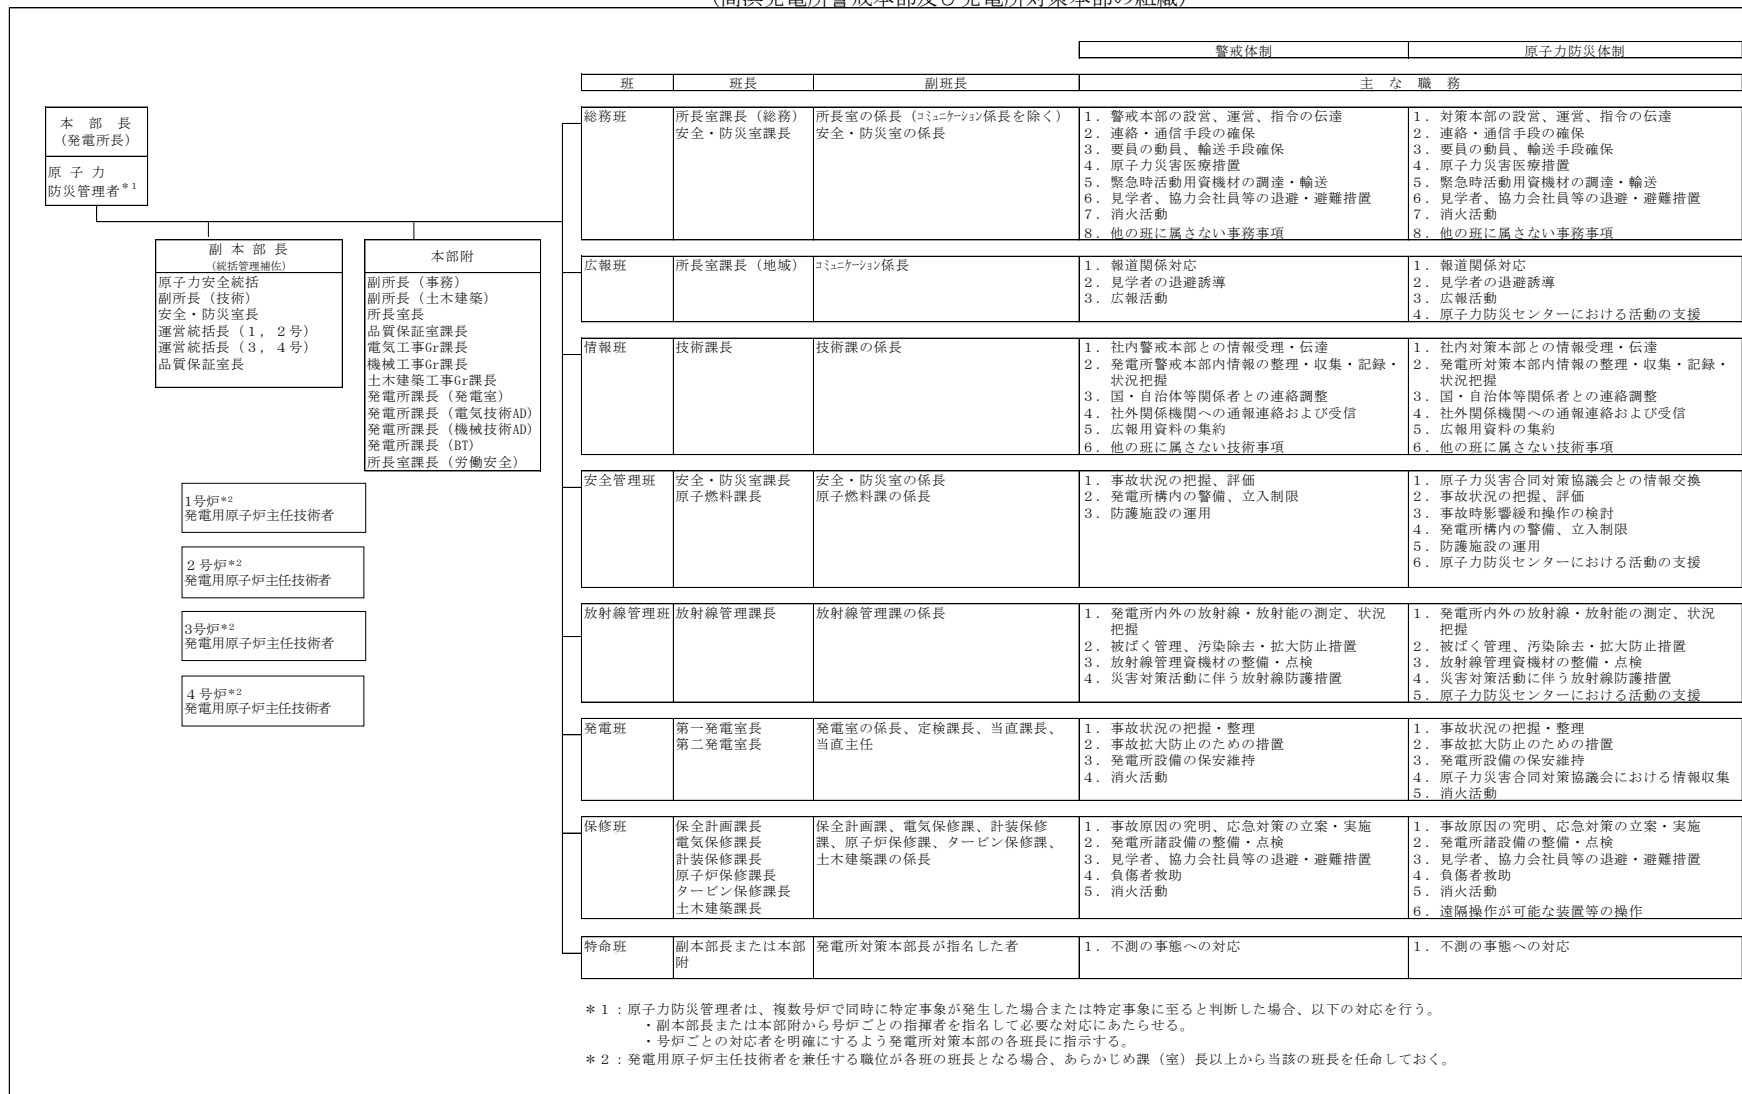 (高浜発電所警戒本部及び発電所対策本部の組織)
警戒体制 原子力防災体制
班 班長 副班長 主 な 職 務
本 部 長
(発電所長)
原 子 力
防災管理者*1
副 本 部 長
(統括管理補佐)
原子力安全統括
副所長(技術)
安全・防災室長
運営統括長(1,2号)
運営統括長(3,4号)
品質保証室長
本部附
副所長(事務)
副所長(土木建築)
所長室長
品質保証室課長
電気工事Gr課長
機械工事Gr課長
土木建築工事Gr課長
発電所課長(発電室)
発電所課長(電気技術AD)
発電所課長(機械技術AD)
発電所課長(BT)
所長室課長(労働安全)
1号炉*2
発電用原子炉主任技術者
2号炉*2
発電用原子炉主任技術者
3号炉*2
発電用原子炉主任技術者
4号炉*2
発電用原子炉主任技術者
総務班
所長室課長(総務)
安全・防災室課長
所長室の係長(コミュニケーション係長を除く)
安全・防災室の係長
1.警戒本部の設営、運営、指令の伝達
2.連絡・通信手段の確保
3.要員の動員、輸送手段確保
4.原子力災害医療措置
5.緊急時活動用資機材の調達・輸送
6.見学者、協力会社員等の退避・避難措置
7.消火活動
8.他の班に属さない事務事項
1.対策本部の設営、運営、指令の伝達
2.連絡・通信手段の確保
3.要員の動員、輸送手段確保
4.原子力災害医療措置
5.緊急時活動用資機材の調達・輸送
6.見学者、協力会社員等の退避・避難措置
7.消火活動
8.他の班に属さない事務事項
広報班
所長室課長(地域)
コミュニケーション係長
1.報道関係対応
2.見学者の退避誘導
3.広報活動
1.報道関係対応
2.見学者の退避誘導
3.広報活動
4.原子力防災センターにおける活動の支援
情報班
技術課長
技術課の係長
1.社内警戒本部との情報受理・伝達
2.発電所警戒本部内情報の整理・収集・記録・
状況把握
3.国・自治体等関係者との連絡調整
4.社外関係機関への通報連絡および受信
5.広報用資料の集約
6.他の班に属さない技術事項
1.社内対策本部との情報受理・伝達
2.発電所対策本部内情報の整理・収集・記録・
状況把握
3.国・自治体等関係者との連絡調整
4.社外関係機関への通報連絡および受信
5.広報用資料の集約
6.他の班に属さない技術事項
安全管理班
安全・防災室課長
原子燃料課長
安全・防災室の係長
原子燃料課の係長
1.事故状況の把握、評価
2.発電所構内の警備、立入制限
3.防護施設の運用
1.原子力災害合同対策協議会との情報交換
2.事故状況の把握、評価
3.事故時影響緩和操作の検討
4.発電所構内の警備、立入制限
5.防護施設の運用
6.原子力防災センターにおける活動の支援
放射線管理班
放射線管理課長
放射線管理課の係長
1.発電所内外の放射線・放射能の測定、状況
把握
2.被ばく管理、汚染除去・拡大防止措置
3.放射線管理資機材の整備・点検
4.災害対策活動に伴う放射線防護措置
1.発電所内外の放射線・放射能の測定、状況
把握
2.被ばく管理、汚染除去・拡大防止措置
3.放射線管理資機材の整備・点検
4.災害対策活動に伴う放射線防護措置
5.原子力防災センターにおける活動の支援
発電班
第一発電室長
第二発電室長
発電室の係長、定検課長、当直課長、
当直主任
1.事故状況の把握・整理
2.事故拡大防止のための措置
3.発電所設備の保安維持
4.消火活動
1.事故状況の把握・整理
2.事故拡大防止のための措置
3.発電所設備の保安維持
4.原子力災害合同対策協議会における情報収集
5.消火活動
保修班
保全計画課長
電気保修課長
計装保修課長
原子炉保修課長
タービン保修課長
土木建築課長
保全計画課、電気保修課、計装保修
課、原子炉保修課、タービン保修課、
土木建築課の係長
1.事故原因の究明、応急対策の立案・実施
2.発電所諸設備の整備・点検
3.見学者、協力会社員等の退避・避難措置
4.負傷者救助
5.消火活動
1.事故原因の究明、応急対策の立案・実施
2.発電所諸設備の整備・点検
3.見学者、協力会社員等の退避・避難措置
4.負傷者救助
5.消火活動
6.遠隔操作が可能な装置等の操作
特命班
副本部長または本部
附
発電所対策本部長が指名した者
1.不測の事態への対応
1.不測の事態への対応
*1:原子力防災管理者は、複数号炉で同時に特定事象が発生した場合または特定事象に至ると判断した場合、以下の対応を行う。
・副本部長または本部附から号炉ごとの指揮者を指名して必要な対応にあたらせる。
・号炉ごとの対応者を明確にするよう発電所対策本部の各班長に指示する。
*2:発電用原子炉主任技術者を兼任する職位が各班の班長となる場合、あらかじめ課(室)長以上から当該の班長を任命しておく。